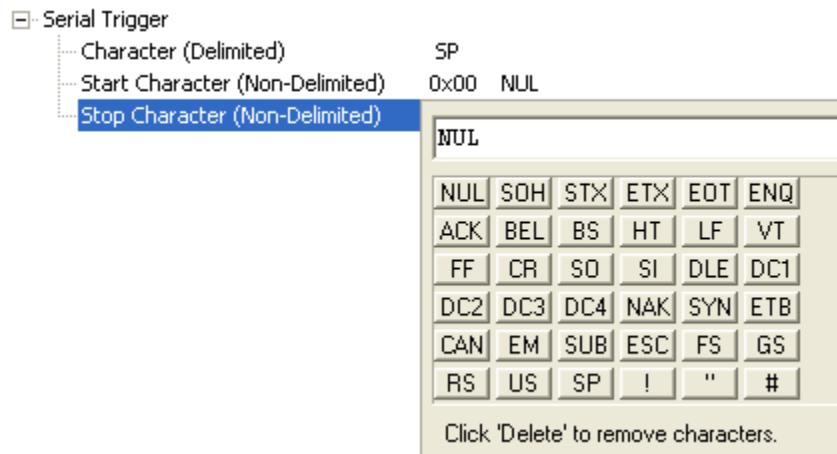 Serial Trigger
Character (Delimited) SP
Start Character (Non-Delimited) 0x00 NUL
Stop Character (Non-Delimited)
NUL
NUL SOH STX ETX EOT ENQ
ACK BEL BS HT LF VT
FF CR SO SI DLE DC1
DC2 DC3 DC4 NAK SYN ETB
CAN EM SUB ESC FS GS
RS US SP ! " #
Click 'Delete' to remove characters.